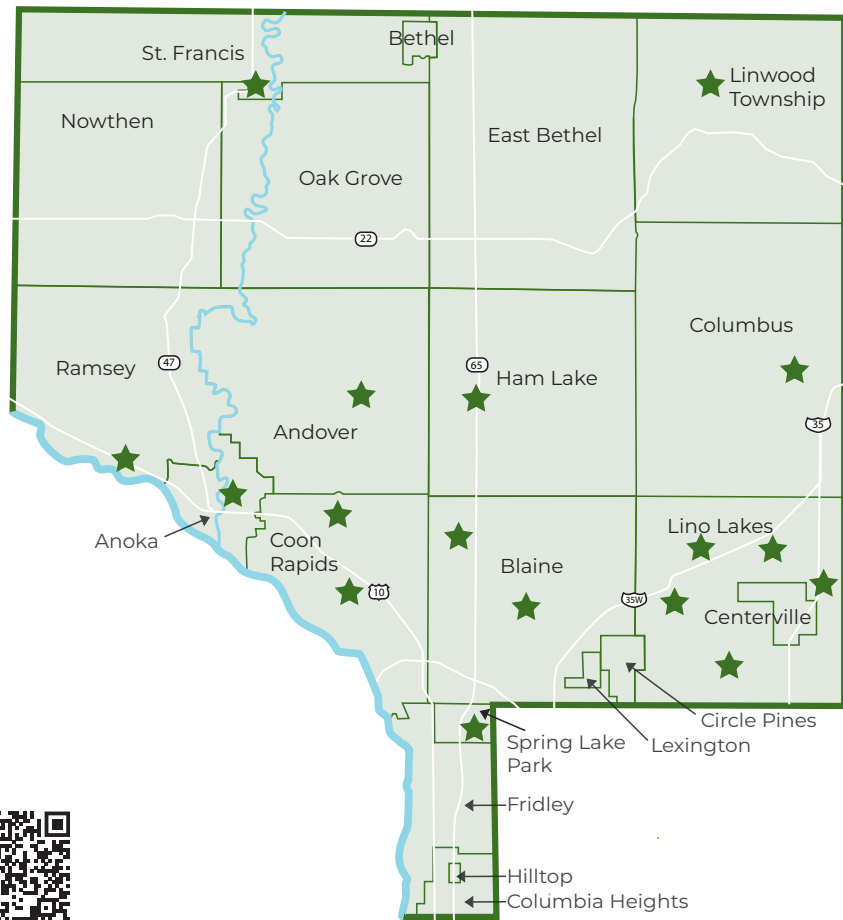 Bethel
St. Francis
Linwood
Township
Nowthen
East Bethel
Oak Grove
22
Columbus
47
65
Ramsey
Ham Lake
35
Andover
Lino Lakes
Anoka
Coon
Rapids
Blaine
10
35W
Centerville
Circle Pines
Spring Lake
Park
Lexington
Fridley
Hilltop
Columbia Heights